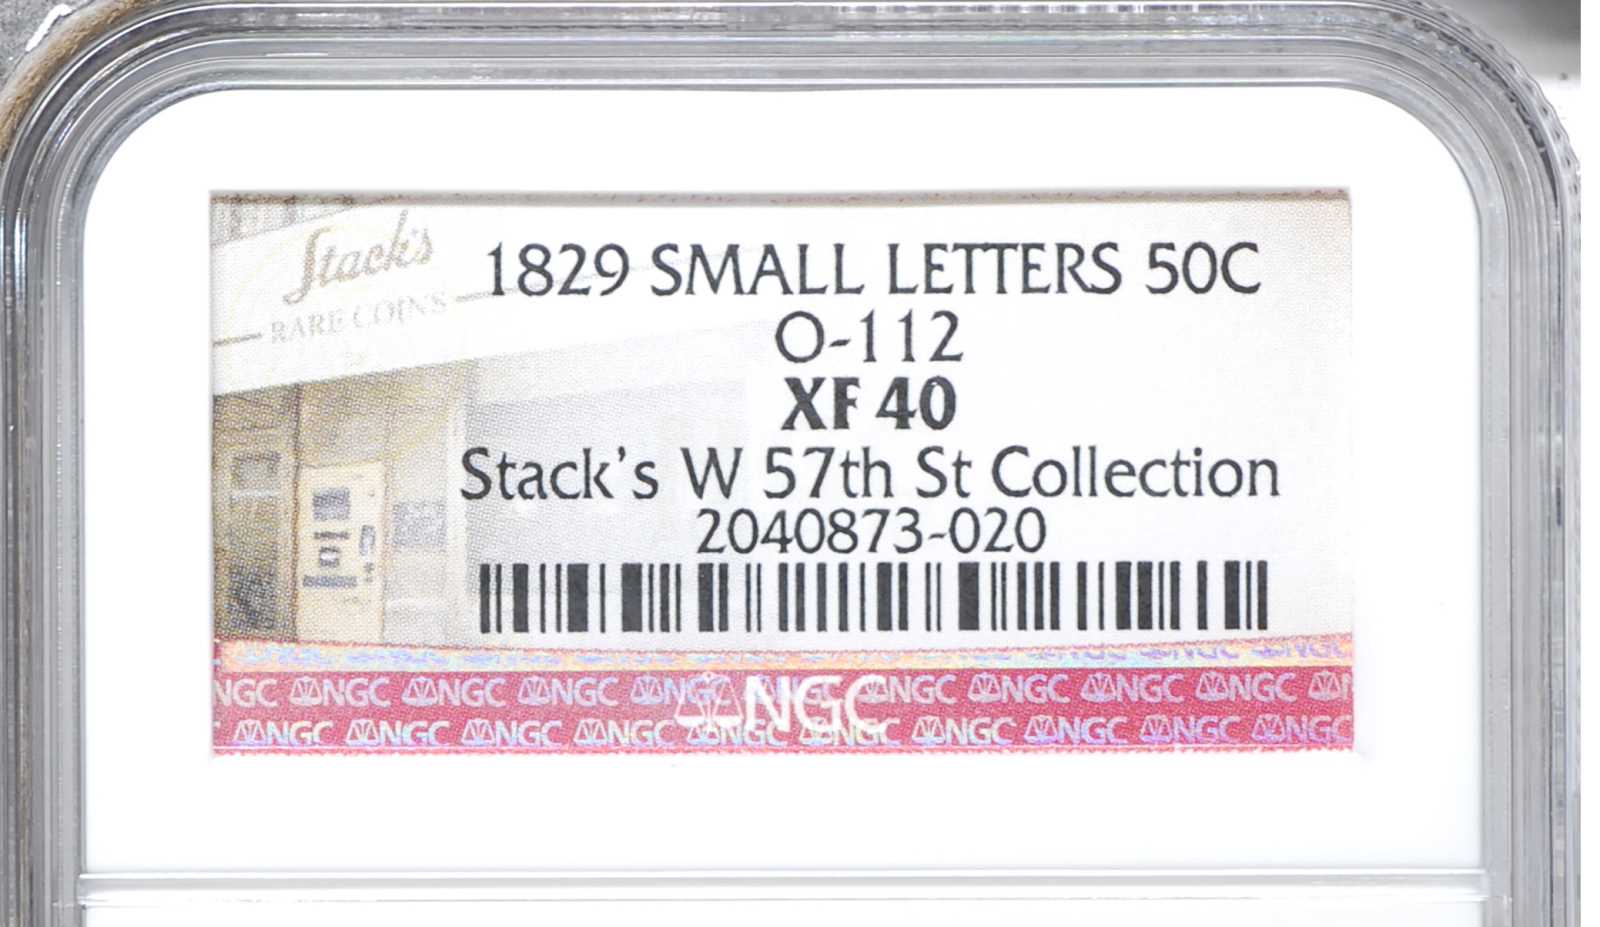 Stack's
RARE COINS
1829 SMALL LETTERS 50C
O-112
XF 40
Stack's W 57th St Collection
2040873-020
NGC NGC NGC NGC NGC NGC NGC NGC NGC NGC
NGC
NGC NGC NGC NGC NGC NGC NGC NGC NGC NGC